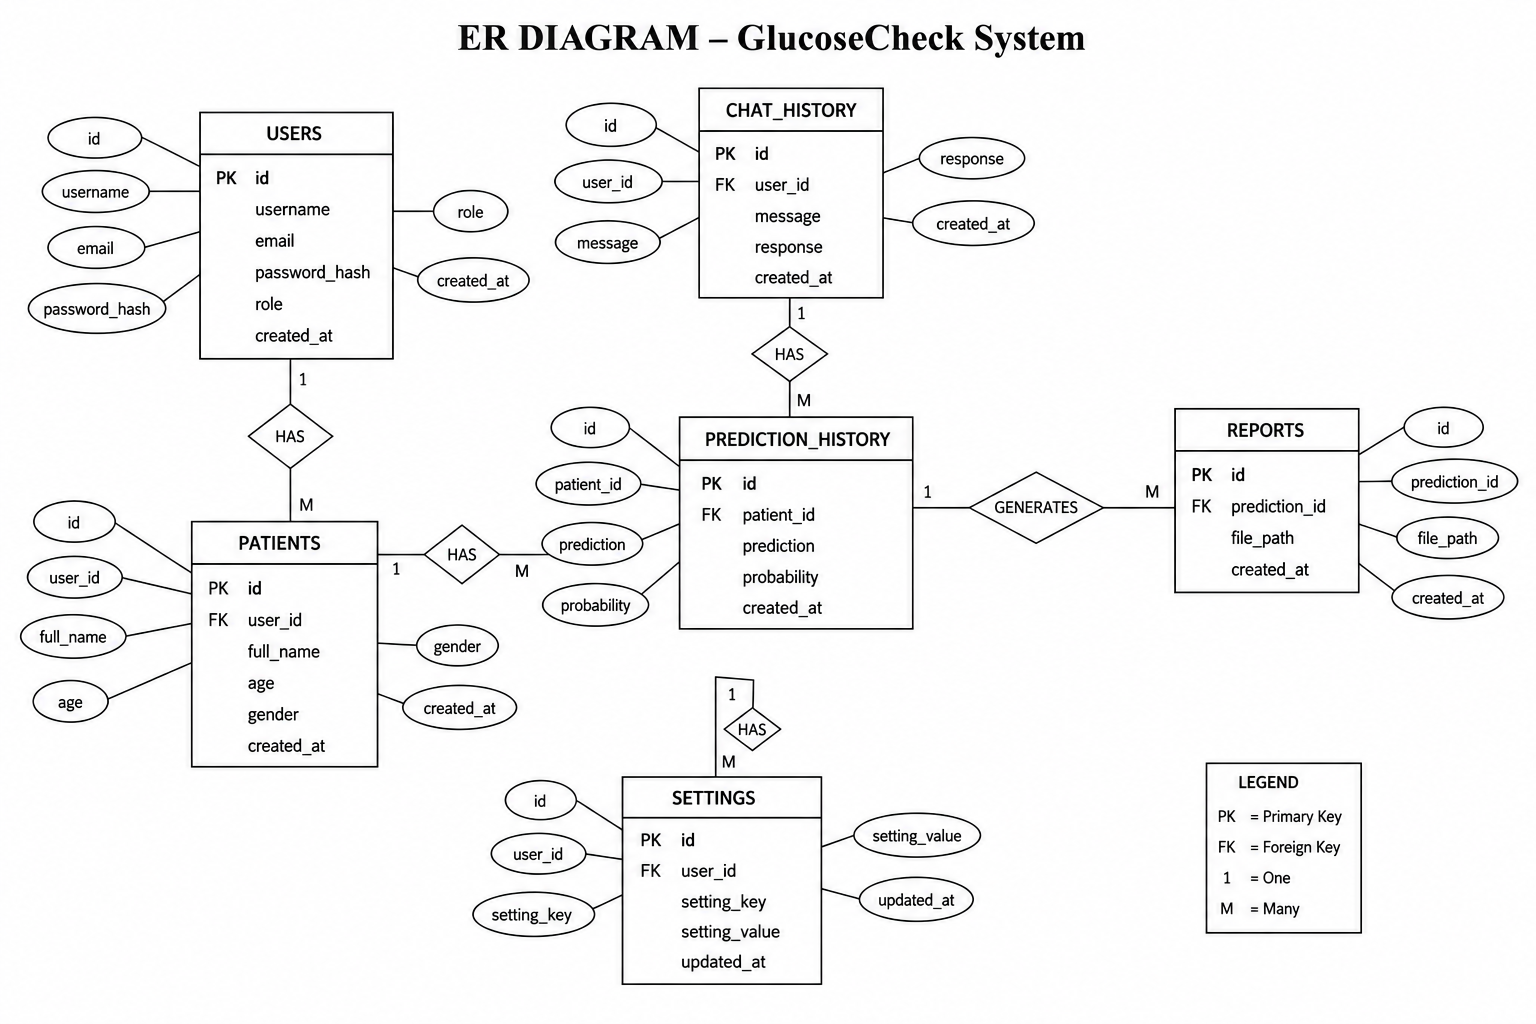 ER DIAGRAM – GlucoseCheck System
USERS
PK id
username
email
password_hash
role
created_at
id
username
email
password_hash
role
created_at
CHAT_HISTORY
PK id
FK user_id
message
response
created_at
id
user_id
message
response
created_at
1
HAS
M
1
HAS
M
PATIENTS
PK id
FK user_id
full_name
age
gender
created_at
id
user_id
full_name
age
gender
created_at
1
HAS
M
PREDICTION_HISTORY
PK id
FK patient_id
prediction
probability
created_at
id
patient_id
prediction
probability
1
GENERATES
M
REPORTS
PK id
FK prediction_id
file_path
created_at
id
prediction_id
file_path
created_at
1
HAS
M
SETTINGS
PK id
FK user_id
setting_key
setting_value
updated_at
id
user_id
setting_key
setting_value
updated_at
LEGEND
PK = Primary Key
FK = Foreign Key
1 = One
M = Many